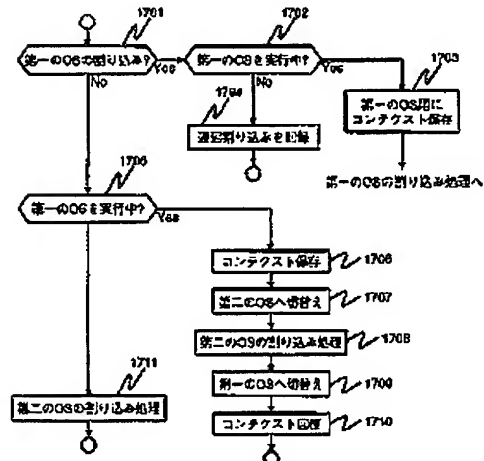 1701
1702
第一のOSの割り込み?
Yes
第一のOSを実行中?
Yes
1703
No
No
1704
第一のOS用に
コンテクスト保存
遅延割り込みを記録
第一のOSの割り込み処理へ
1705
第一のOSを実行中?
Yes
コンテクスト保存
1706
第二のOSへ切替え
1707
第二のOSの割り込み処理
1708
1711
第二のOSの割り込み処理
第一のOSへ切替え
1709
コンテクスト回復
1710